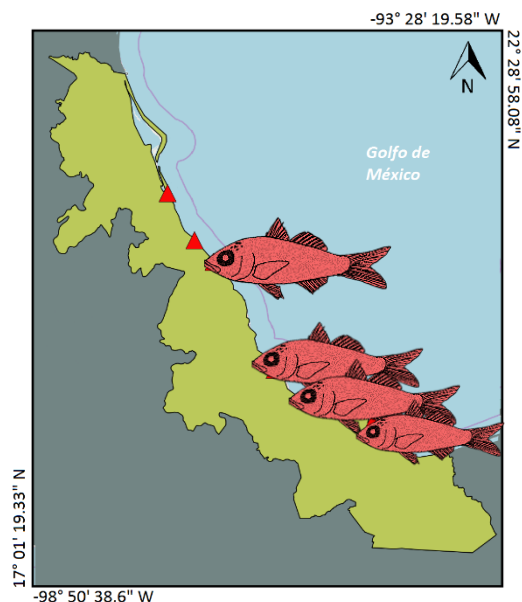 -93° 28' 19.58" W
22° 28' 58.08" N
N
Golfo de
México
17° 01' 19.33" N
-98° 50' 38.6" W